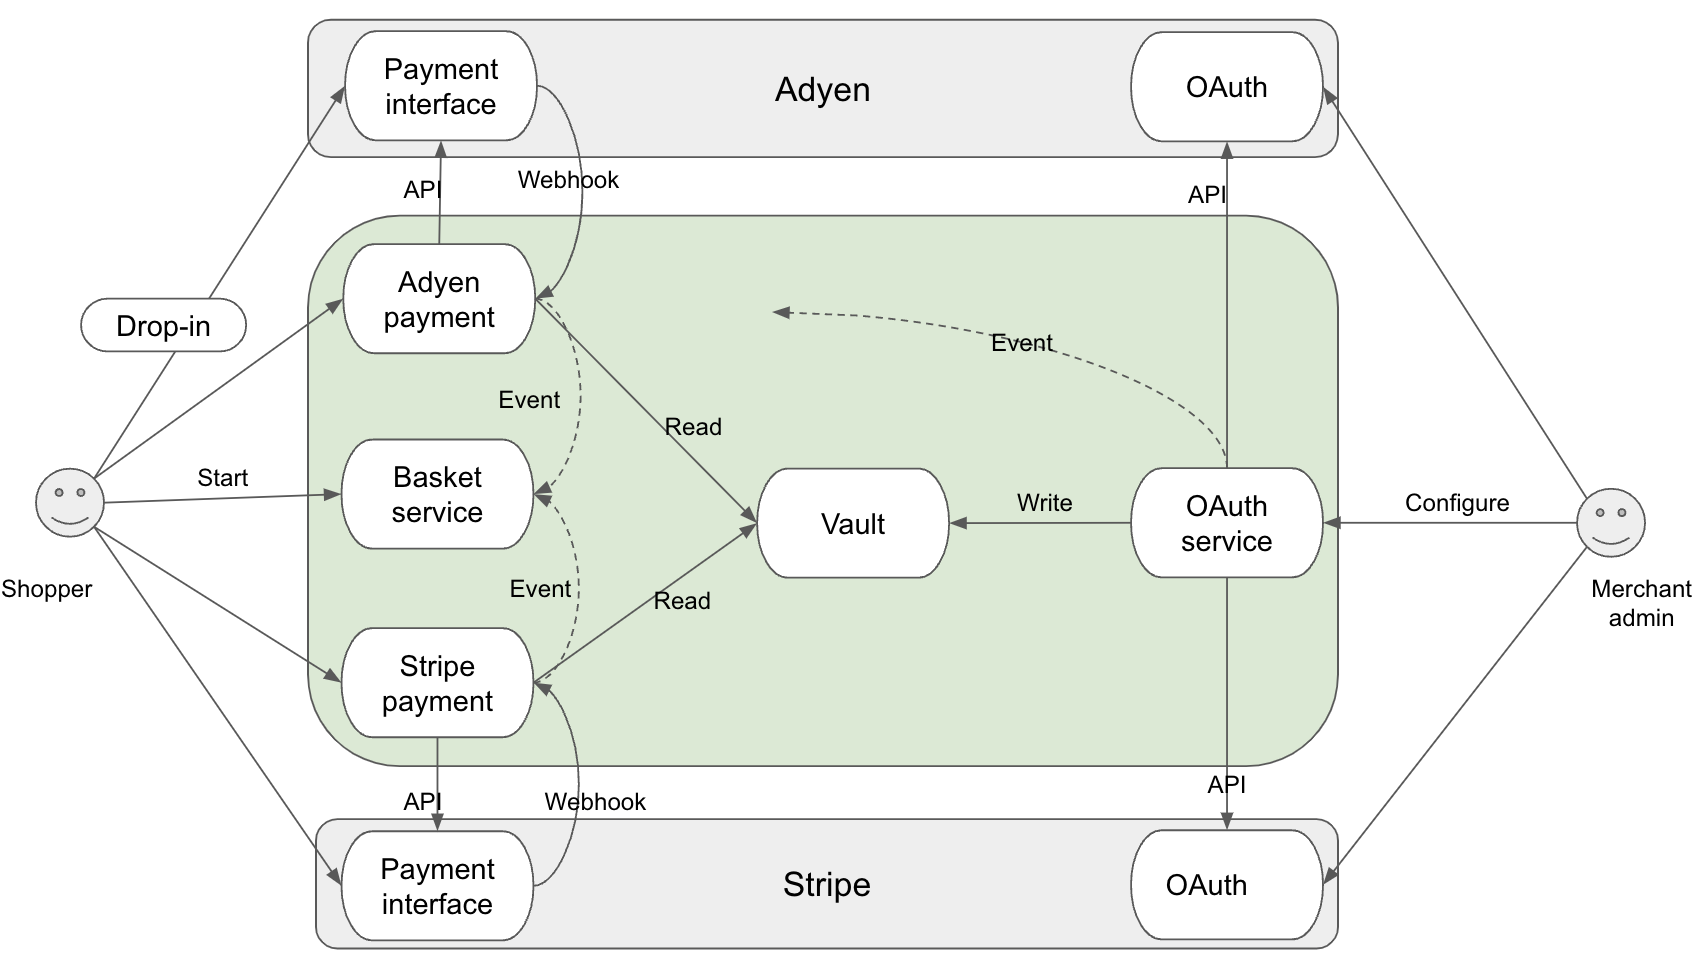 Payment
interface
Adyen
OAuth
API
Webhook
API
Adyen
payment
Drop-in
Event
Event
Read
Basket
service
Start
Vault
Write
OAuth
service
Configure
Shopper
Event
Read
Merchant
admin
Stripe
payment
API
Webhook
API
Payment
interface
Stripe
OAuth